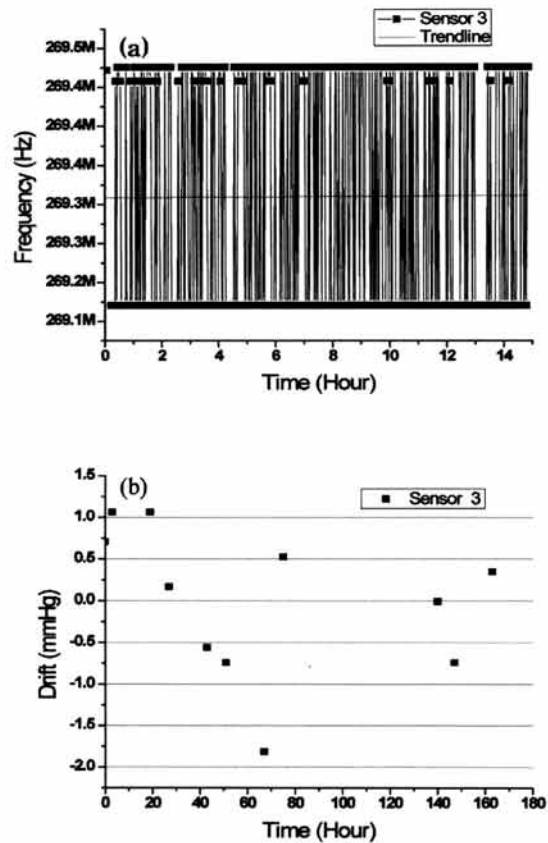 (a)
Sensor 3
Trendline
269.5M
269.4M
269.4M
269.3M
269.3M
269.2M
269.1M
Frequency (Hz)
0 2 4 6 8 10 12 14
Time (Hour)
(b)
Sensor 3
1.5
1.0
0.5
0.0
-0.5
-1.0
-1.5
-2.0
Drift (mmHg)
0 20 40 60 80 100 120 140 160 180
Time (Hour)